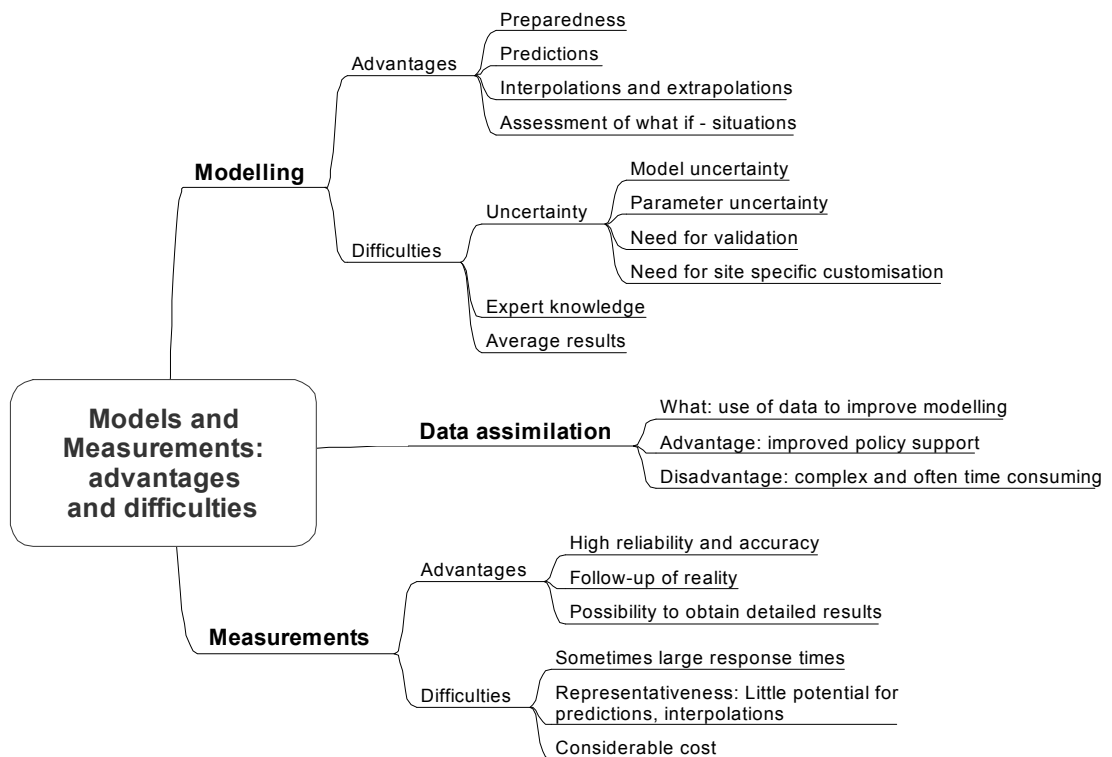 Preparedness
Predictions
Advantages
Interpolations and extrapolations
Assessment of what if - situations
Modelling
Model uncertainty
Parameter uncertainty
Uncertainty
Need for validation
Difficulties
Need for site specific customisation
Expert knowledge
Average results
Models and
Measurements:
advantages
and difficulties
Data assimilation
What: use of data to improve modelling
Advantage: improved policy support
Disadvantage: complex and often time consuming
High reliability and accuracy
Advantages
Follow-up of reality
Possibility to obtain detailed results
Measurements
Sometimes large response times
Difficulties
Representativeness: Little potential for
predictions, interpolations
Considerable cost